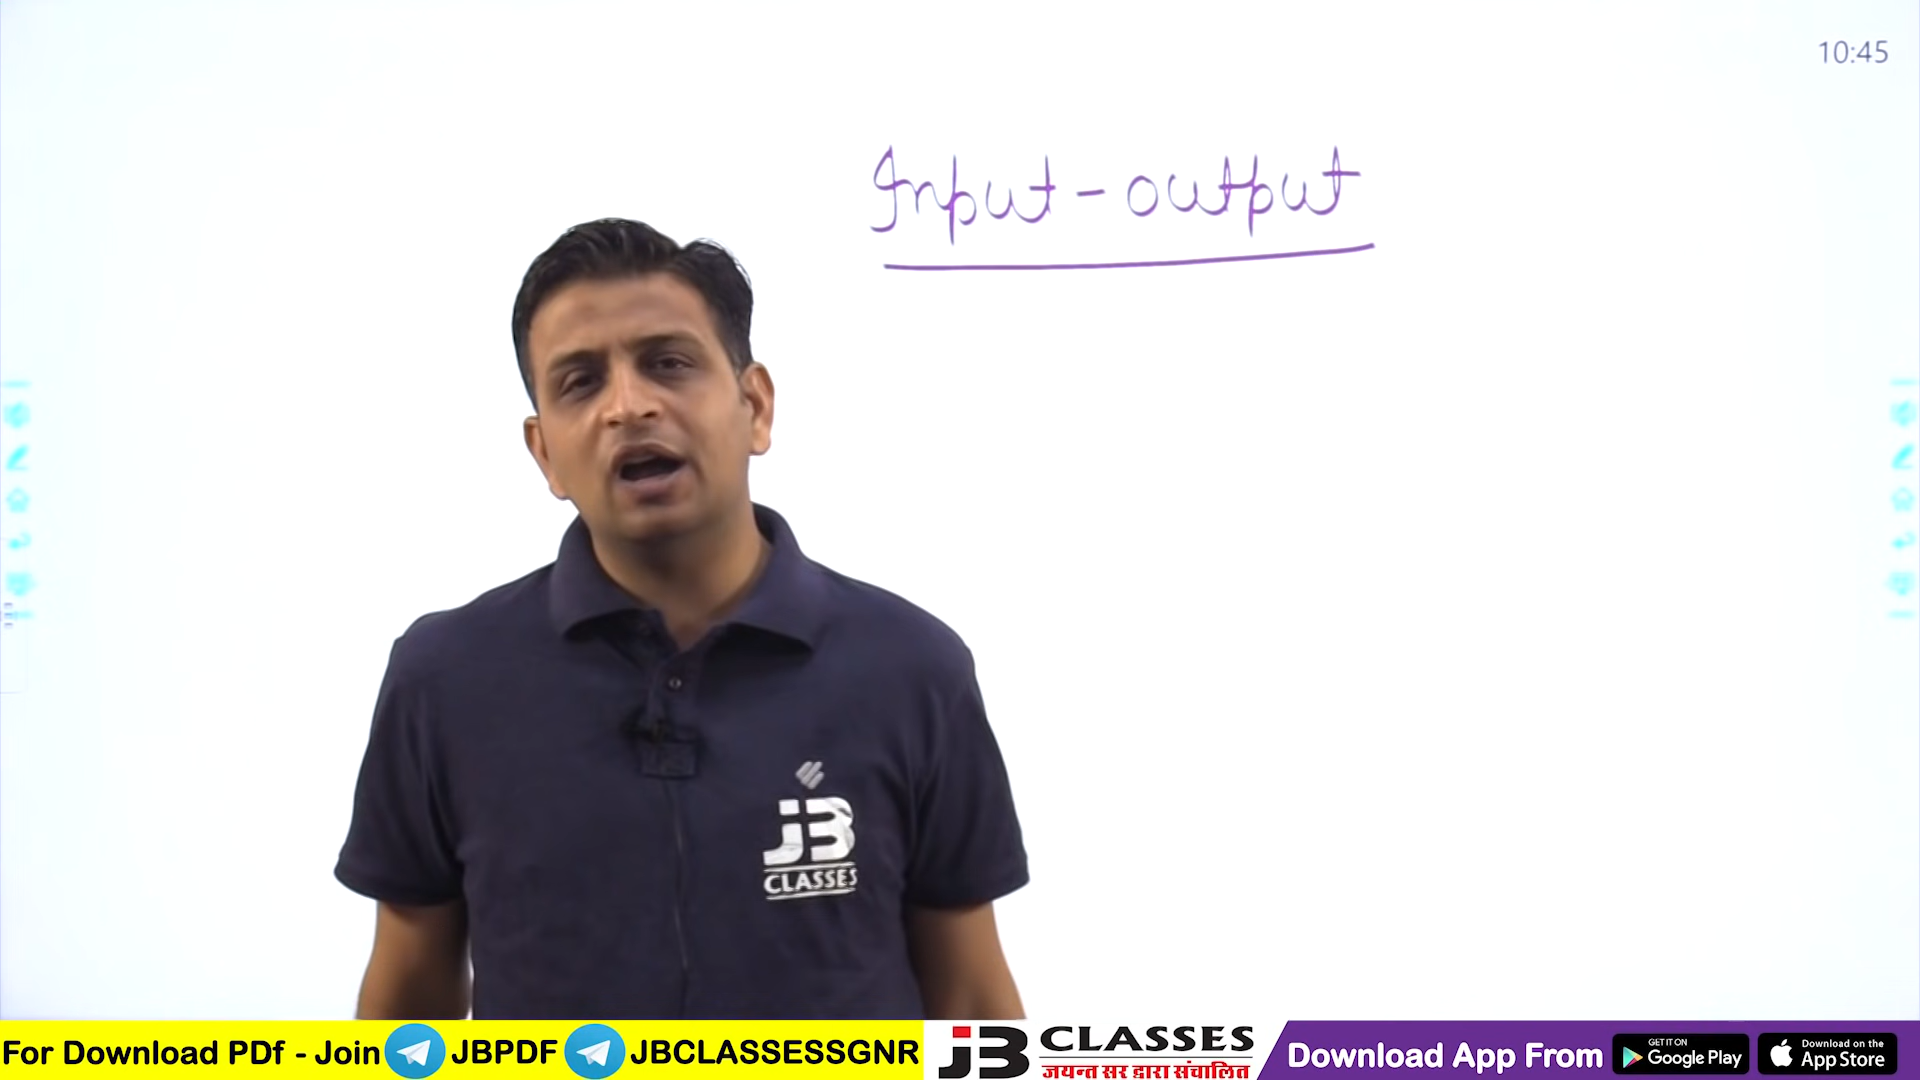 10:45
Input - output
JB
CLASSES
For Download PDf - Join JBPDF JBCLASSESSGNR
JB CLASSES
जयन्त सर द्वारा संचालित
Download App From
GET IT ON
Google Play
Download on the
App Store